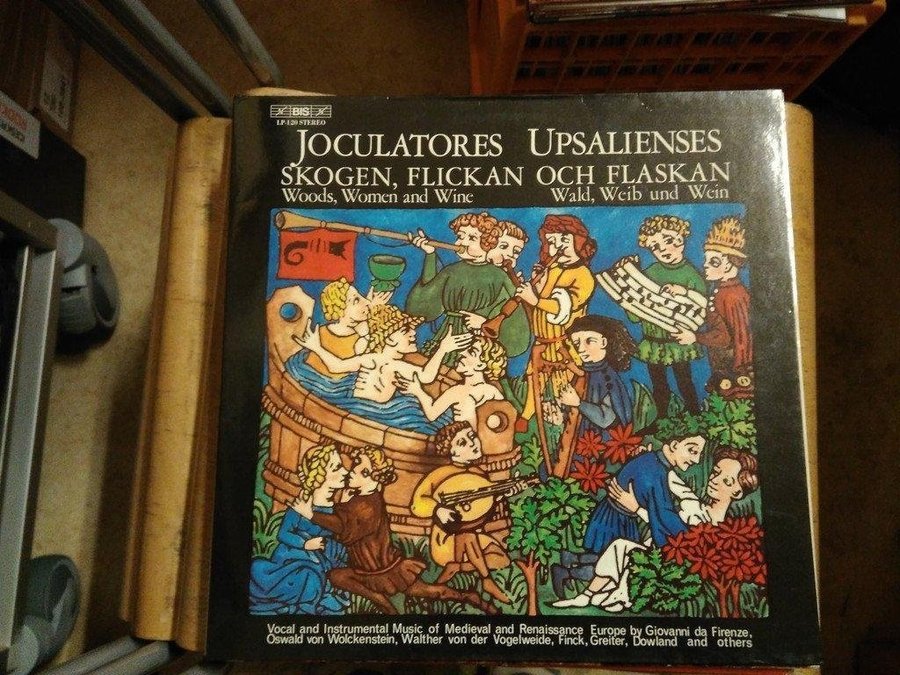 BIS
LP-120 STEREO
JOCULATORES UPSALIENSES
SKOGEN, FLICKAN OCH FLASKAN
Woods, Women and Wine Wald, Weib und Wein
Vocal and Instrumental Music of Medieval and Renaissance Europe by Giovanni da Firenze,
Oswald von Wolckenstein, Walther von der Vogelweide, Finck, Greiter, Dowland and others